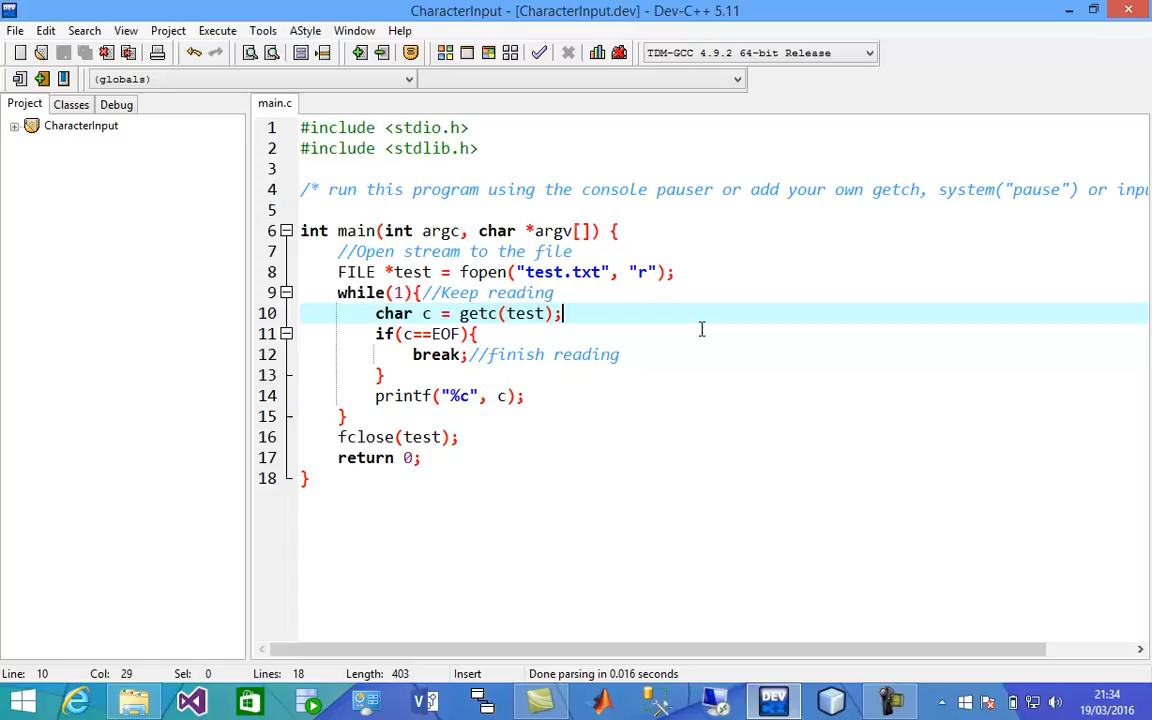 CharacterInput - [CharacterInput.dev] - Dev-C++ 5.11
File Edit Search View Project Execute Tools AStyle Window Help
TDM-GCC 4.9.2 64-bit Release
(globals)
Project Classes Debug
main.c
CharacterInput
1 #include <stdio.h>
2 #include <stdlib.h>
3
4 /* run this program using the console pauser or add your own getch, system("pause") or inpu
5
6 int main(int argc, char *argv[]) {
7 //Open stream to the file
8 FILE *test = fopen("test.txt", "r");
9 while(1){//Keep reading
10 char c = getc(test);
11 if(c==EOF){
12 break;//finish reading
13 }
14 printf("%c", c);
15 }
16 fclose(test);
17 return 0;
18 }
Line: 10 Col: 29 Sel: 0 Lines: 18 Length: 403 Insert Done parsing in 0.016 seconds
DEV
21:34
19/03/2016